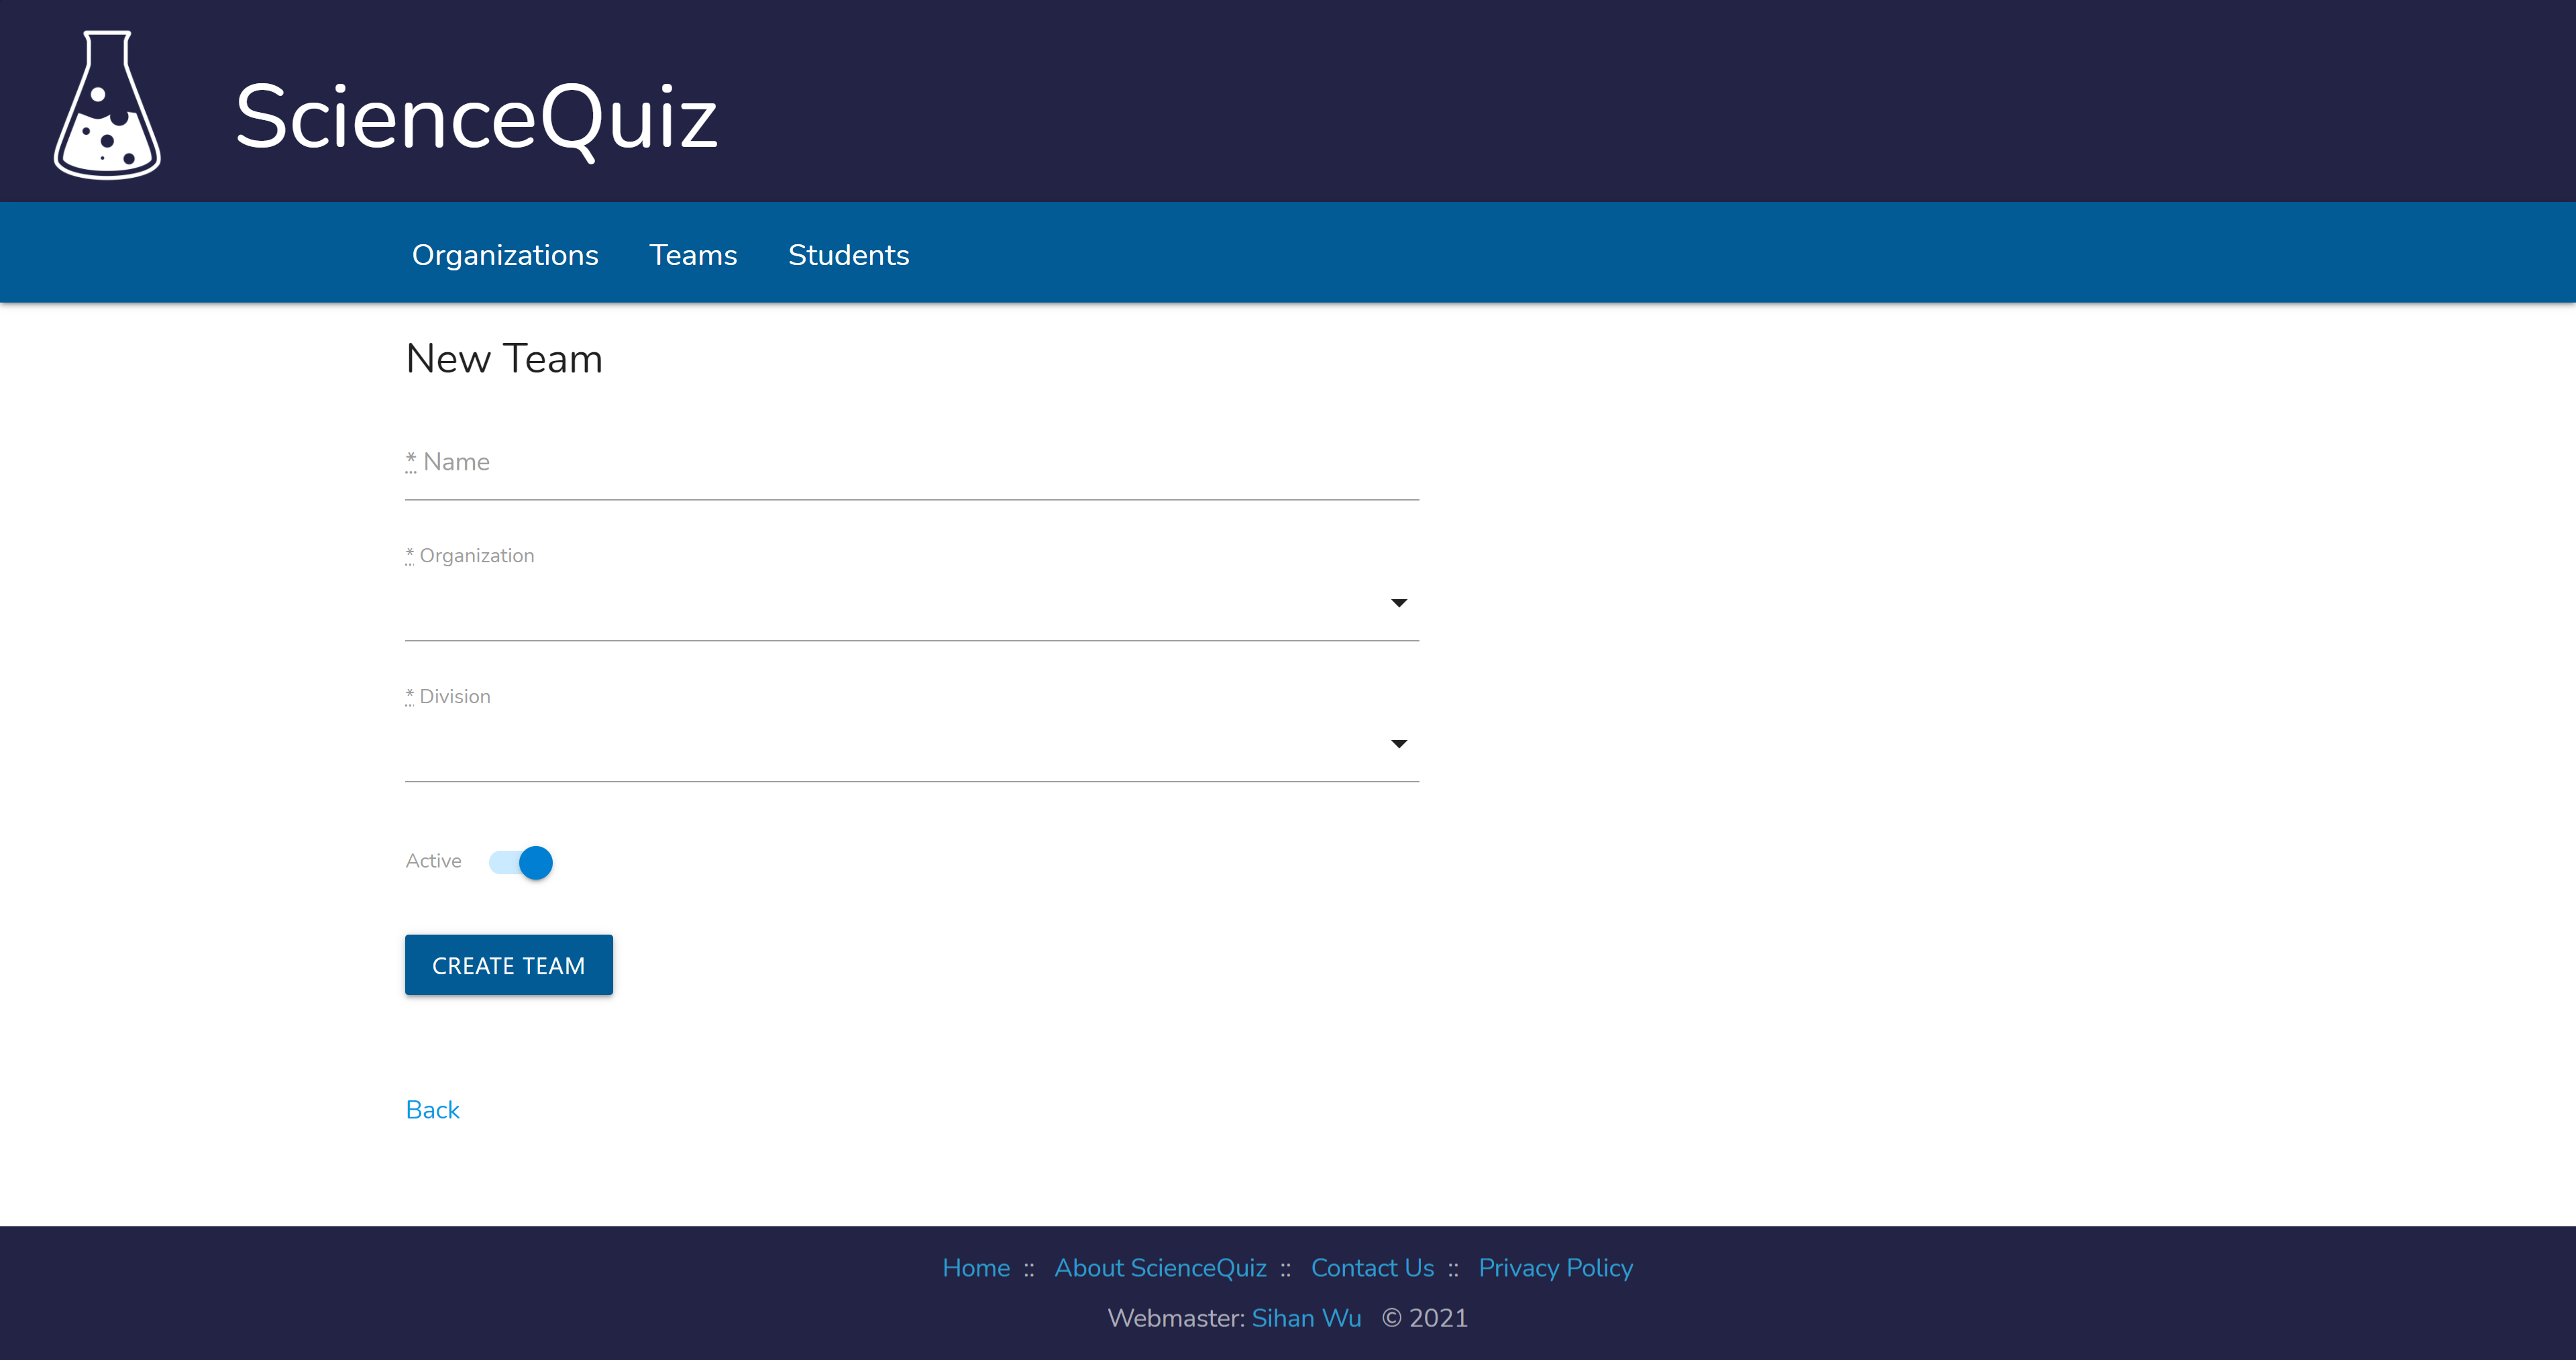 ScienceQuiz
Organizations Teams Students
New Team
* Name
* Organization
* Division
Active
CREATE TEAM
Back
Home :: About ScienceQuiz :: Contact Us :: Privacy Policy
Webmaster: Sihan Wu © 2021